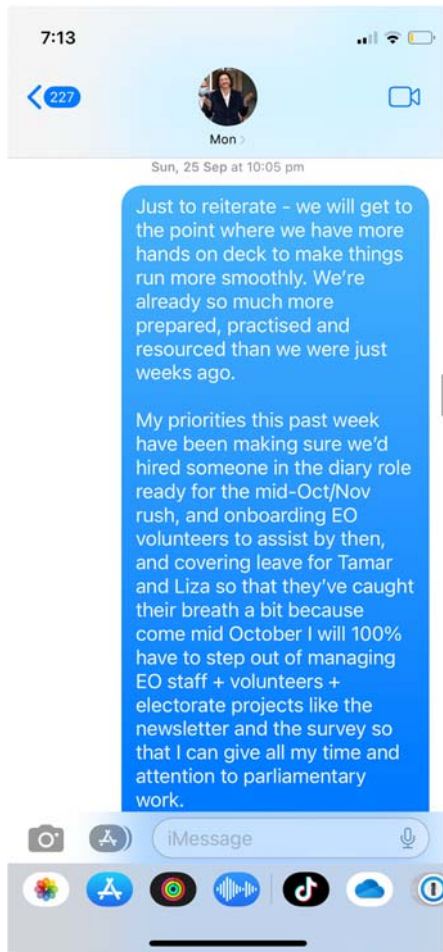 7:13
227
Mon
Sun, 25 Sep at 10:05 pm
Just to reiterate - we will get to
the point where we have more
hands on deck to make things
run more smoothly. We're
already so much more
prepared, practised and
resourced than we were just
weeks ago.
My priorities this past week
have been making sure we'd
hired someone in the diary role
ready for the mid-Oct/Nov
rush, and onboarding EO
volunteers to assist by then,
and covering leave for Tamar
and Liza so that they've caught
their breath a bit because
come mid October I will 100%
have to step out of managing
EO staff + volunteers +
electorate projects like the
newsletter and the survey so
that I can give all my time and
attention to parliamentary
work.
iMessage